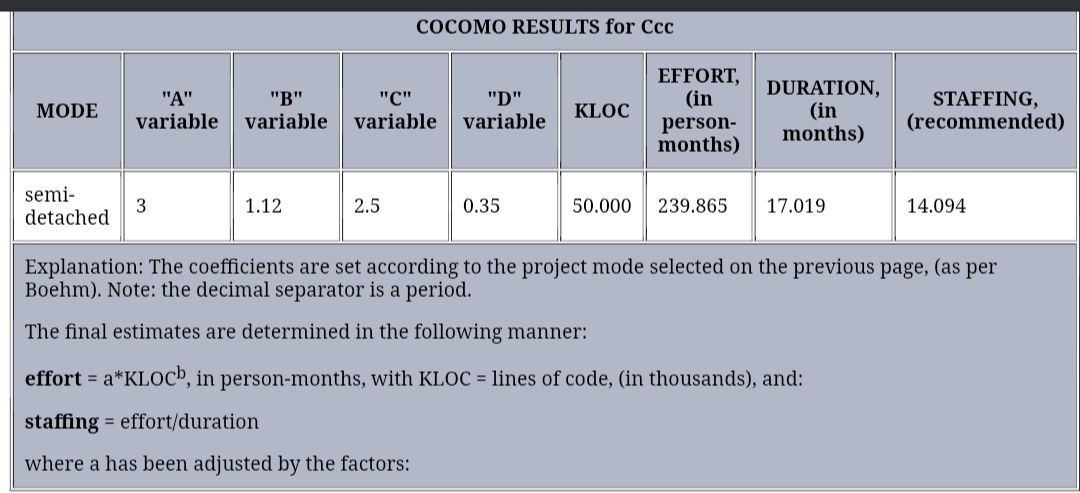 COCOMO RESULTS for Ccc
MODE
"A"
variable
"B"
variable
"C"
variable
"D"
variable
KLOC
EFFORT,
(in
person-
months)
DURATION,
(in
months)
STAFFING,
(recommended)
semi-
detached
3
1.12
2.5
0.35
50.000
239.865
17.019
14.094
Explanation: The coefficients are set according to the project mode selected on the previous page, (as per
Boehm). Note: the decimal separator is a period.
The final estimates are determined in the following manner:
effort = a*KLOCᵇ, in person-months, with KLOC = lines of code, (in thousands), and:
staffing = effort/duration
where a has been adjusted by the factors: